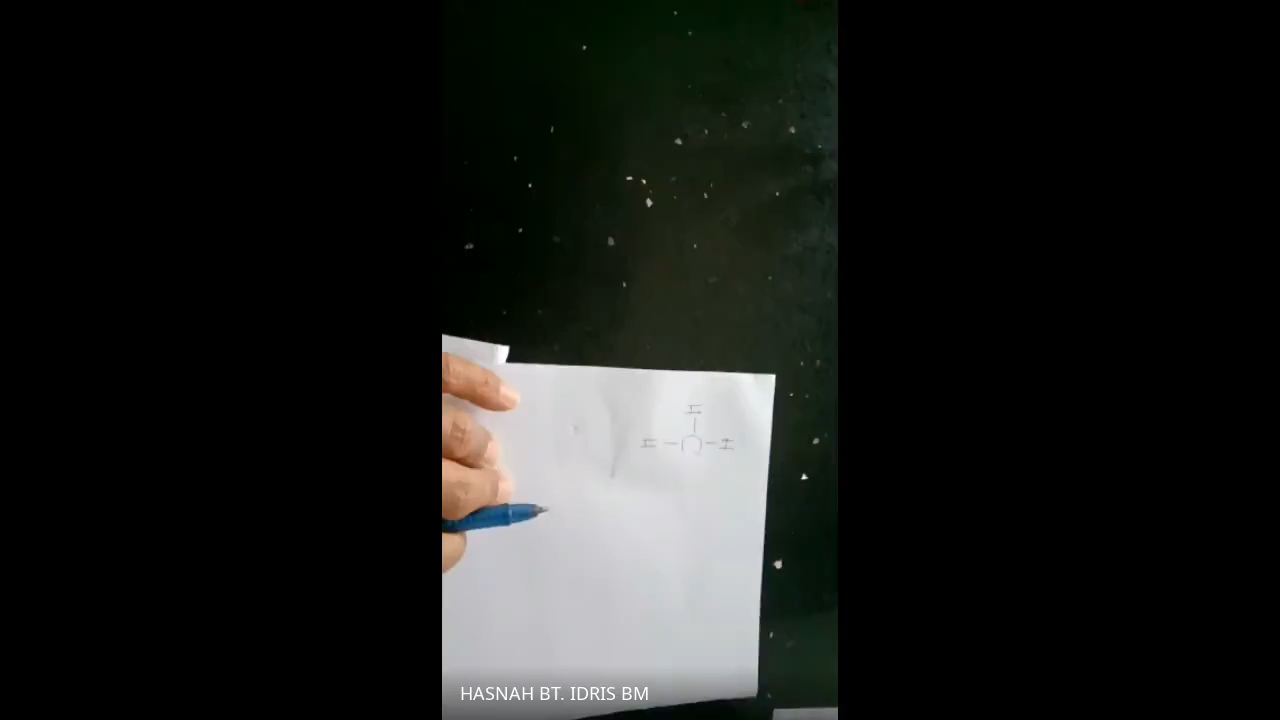 H
|
H – C
|
H
HASNAH BT. IDRIS BM